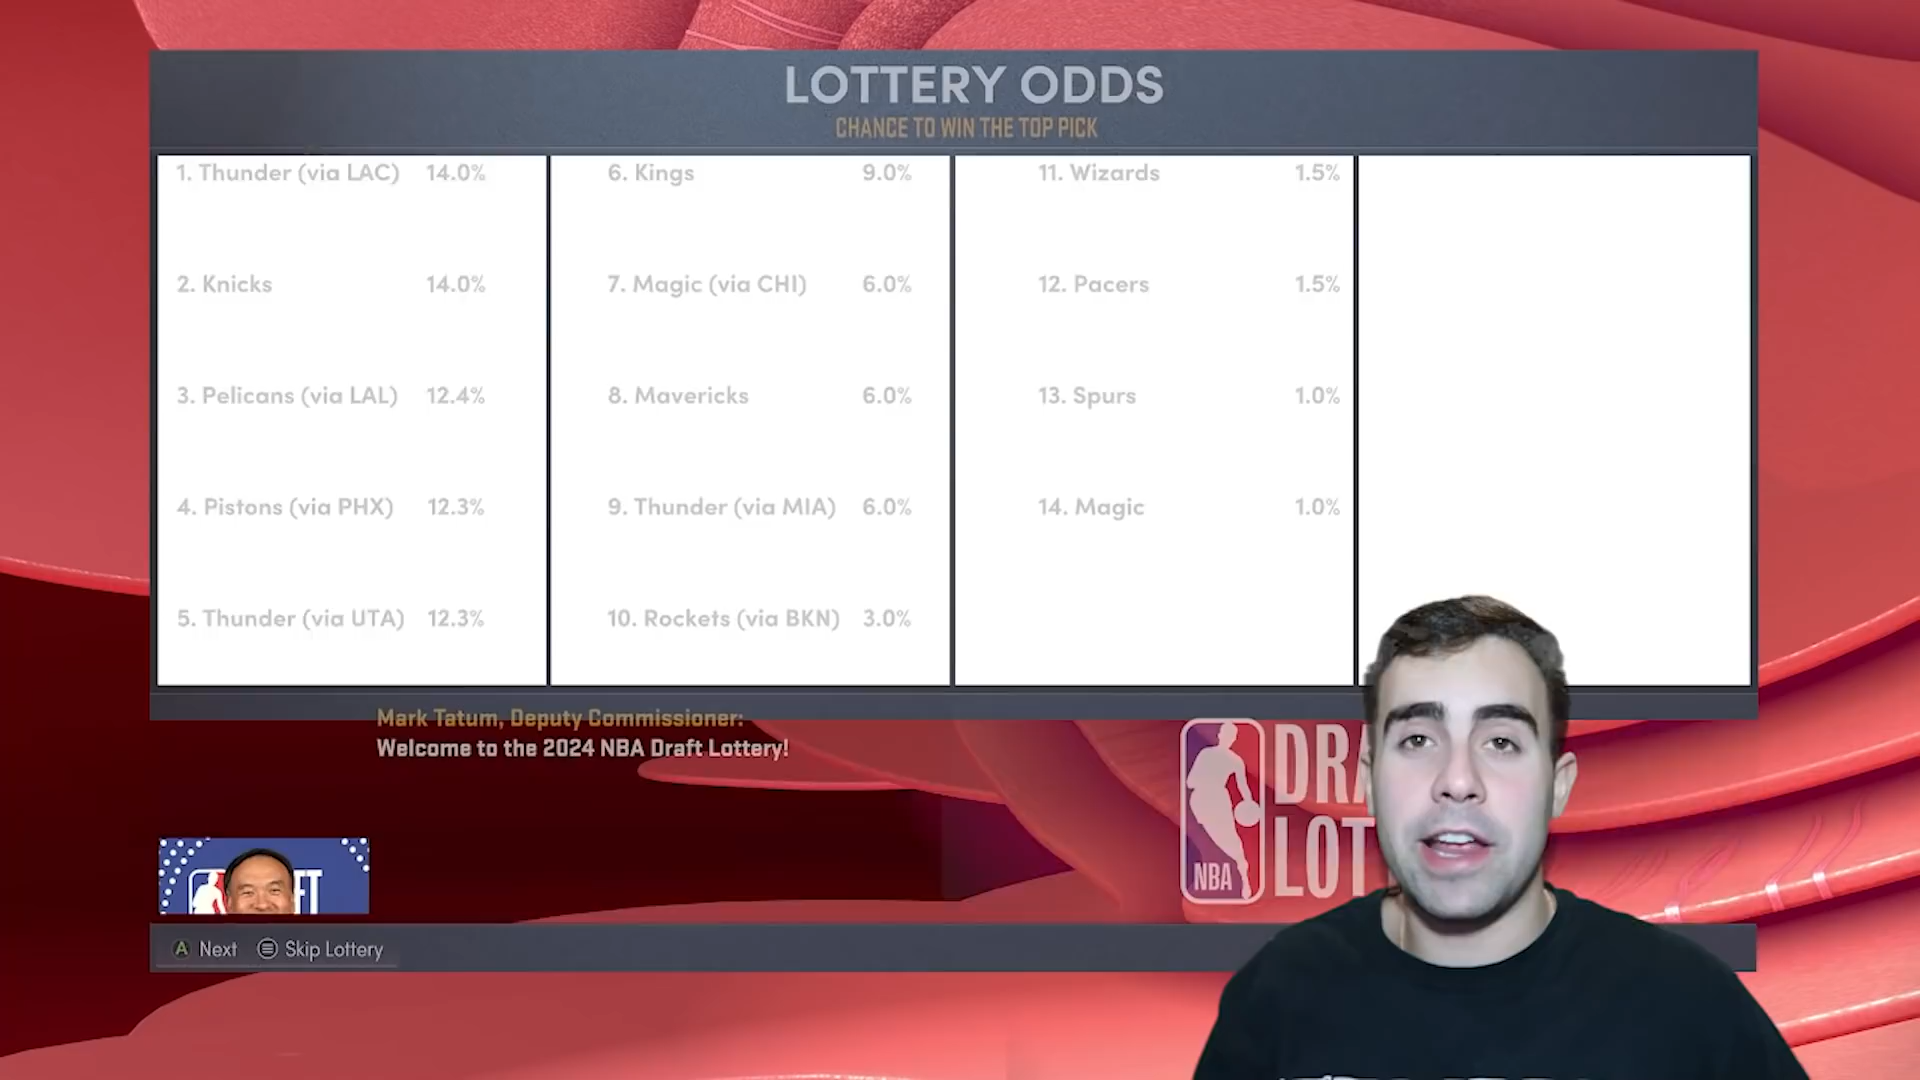 LOTTERY ODDS
CHANCE TO WIN THE TOP PICK
1. Thunder (via LAC) 14.0%
2. Knicks 14.0%
3. Pelicans (via LAL) 12.4%
4. Pistons (via PHX) 12.3%
5. Thunder (via UTA) 12.3%
6. Kings 9.0%
7. Magic (via CHI) 6.0%
8. Mavericks 6.0%
9. Thunder (via MIA) 6.0%
10. Rockets (via BKN) 3.0%
11. Wizards 1.5%
12. Pacers 1.5%
13. Spurs 1.0%
14. Magic 1.0%
Mark Tatum, Deputy Commissioner:
Welcome to the 2024 NBA Draft Lottery!
DRA
LOT
NBA
FT
A Next Skip Lottery